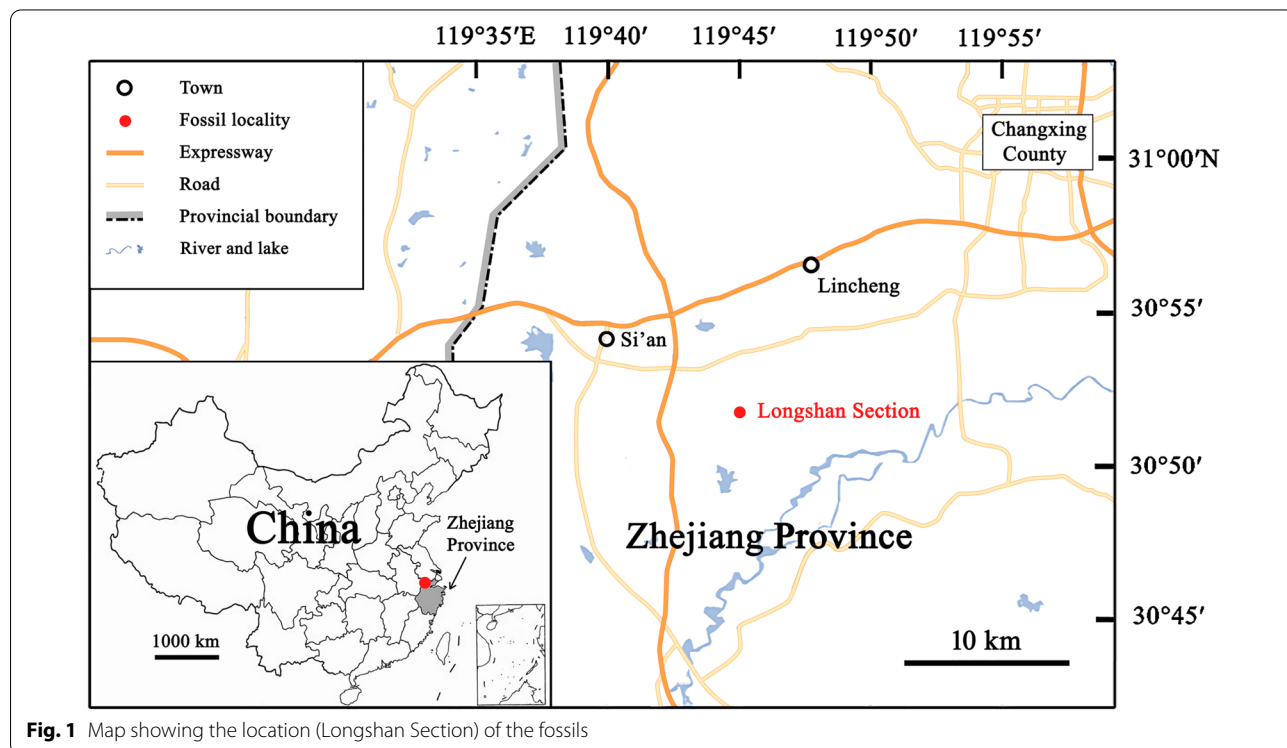 119°35′E 119°40′ 119°45′ 119°50′ 119°55′
Town
Fossil locality
Expressway
Road
Provincial boundary
River and lake
Changxing
County
31°00′N
Lincheng
30°55′
Si’an
Longshan Section
30°50′
Zhejiang Province
30°45′
10 km
China
Zhejiang
Province
1000 km
Fig. 1 Map showing the location (Longshan Section) of the fossils